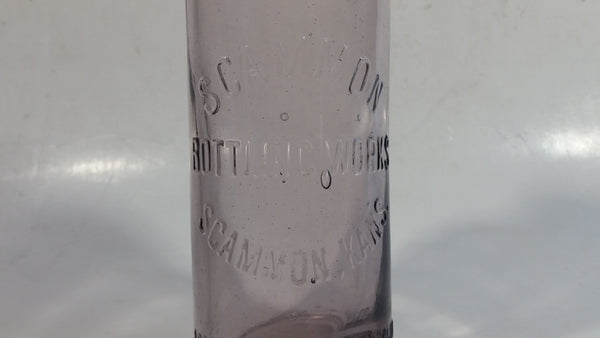 SCAMMON
BOTTLING WORKS
SCAMMON, KANS.